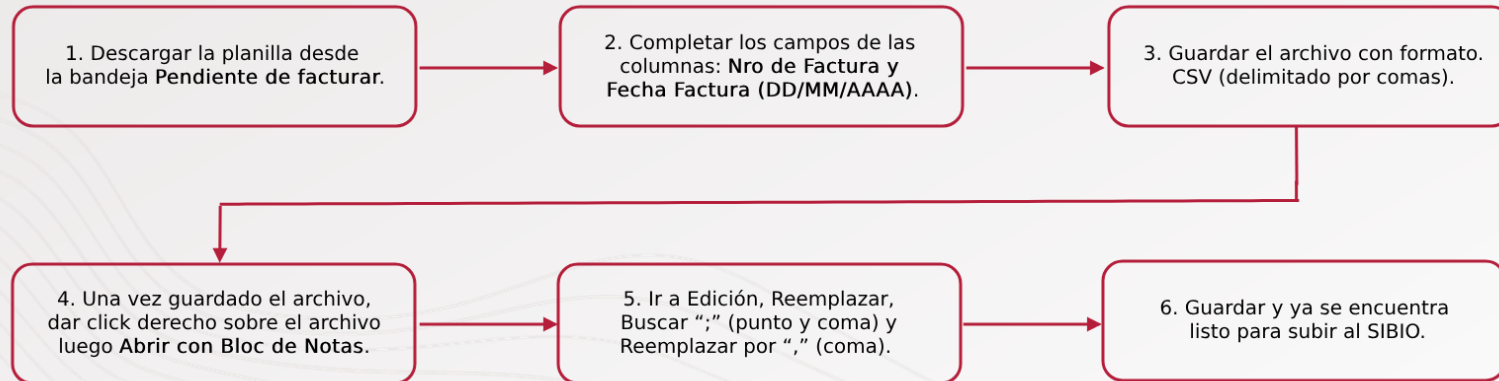 1. Descargar la planilla desde
la bandeja Pendiente de facturar.
2. Completar los campos de las
columnas: Nro de Factura y
Fecha Factura (DD/MM/AAAA).
3. Guardar el archivo con formato.
CSV (delimitado por comas).
4. Una vez guardado el archivo,
dar click derecho sobre el archivo
luego Abrir con Bloc de Notas.
5. Ir a Edición, Reemplazar,
Buscar “;” (punto y coma) y
Reemplazar por “,” (coma).
6. Guardar y ya se encuentra
listo para subir al SIBIO.